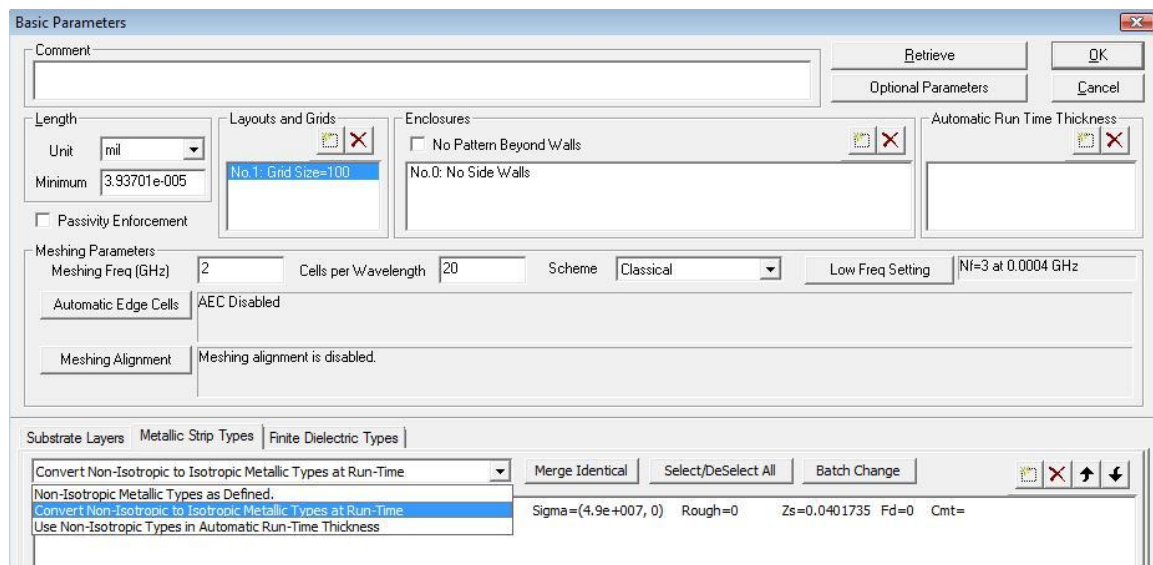 Basic Parameters
Comment
Retrieve
OK
Optional Parameters
Cancel
Length
Unit
mil
Minimum
3.93701e-005
Layouts and Grids
No.1: Grid Size=100
Enclosures
No Pattern Beyond Walls
No.0: No Side Walls
Automatic Run Time Thickness
Passivity Enforcement
Meshing Parameters
Meshing Freq (GHz)
2
Cells per Wavelength
20
Scheme
Classical
Low Freq Setting
Nf=3 at 0.0004 GHz
Automatic Edge Cells
AEC Disabled
Meshing Alignment
Meshing alignment is disabled.
Substrate Layers
Metallic Strip Types
Finite Dielectric Types
Convert Non-Isotropic to Isotropic Metallic Types at Run-Time
Merge Identical
Select/DeSelect All
Batch Change
Non-Isotropic Metallic Types as Defined.
Convert Non-Isotropic to Isotropic Metallic Types at Run-Time
Use Non-Isotropic Types in Automatic Run-Time Thickness
Sigma=(4.9e+007, 0) Rough=0 Zs=0.0401735 Fd=0 Cmt=